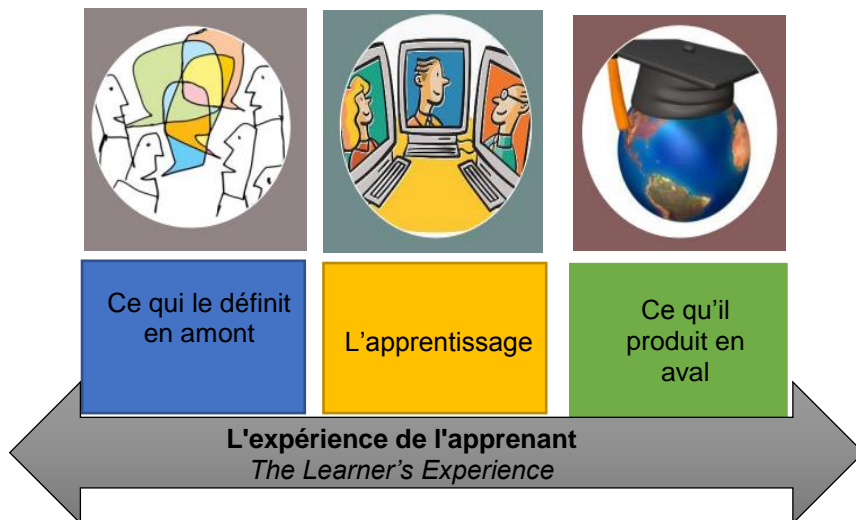 Ce qui le définit
en amont
L’apprentissage
Ce qu’il
produit en
aval
L'expérience de l'apprenant
The Learner’s Experience